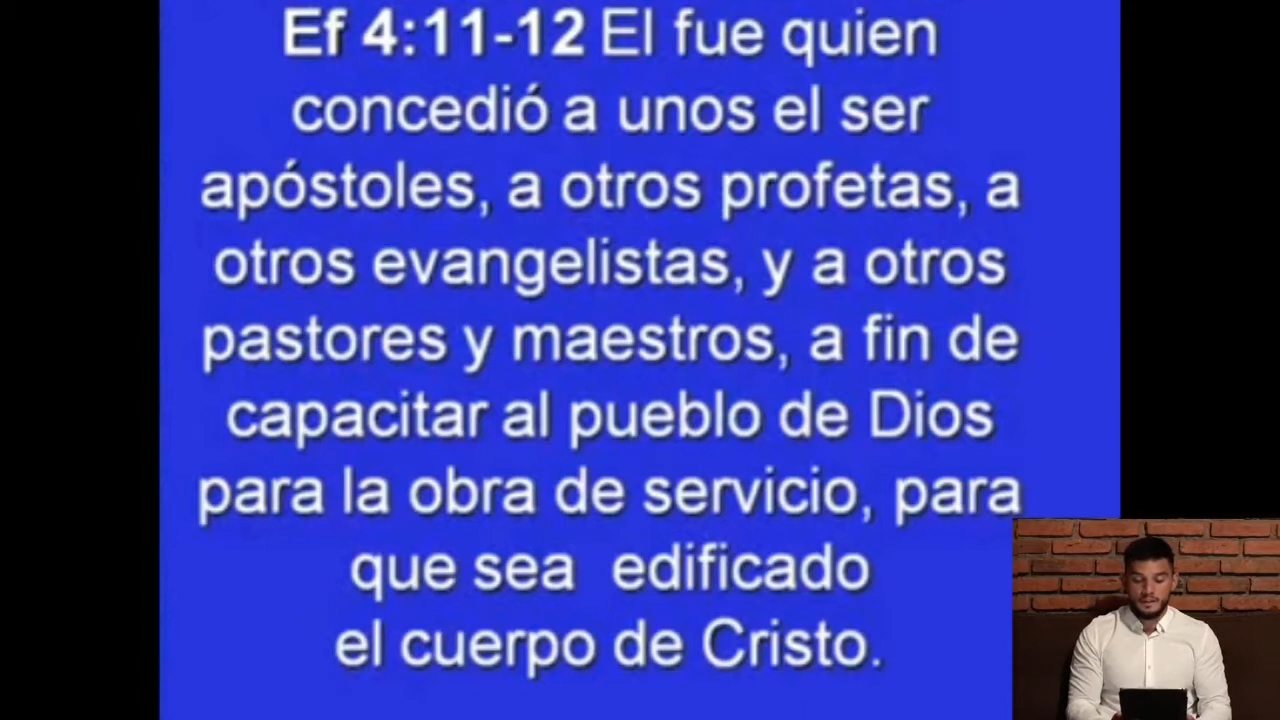 Ef 4:11-12 El fue quien
concedió a unos el ser
apóstoles, a otros profetas, a
otros evangelistas, y a otros
pastores y maestros, a fin de
capacitar al pueblo de Dios
para la obra de servicio, para
que sea edificado
el cuerpo de Cristo.